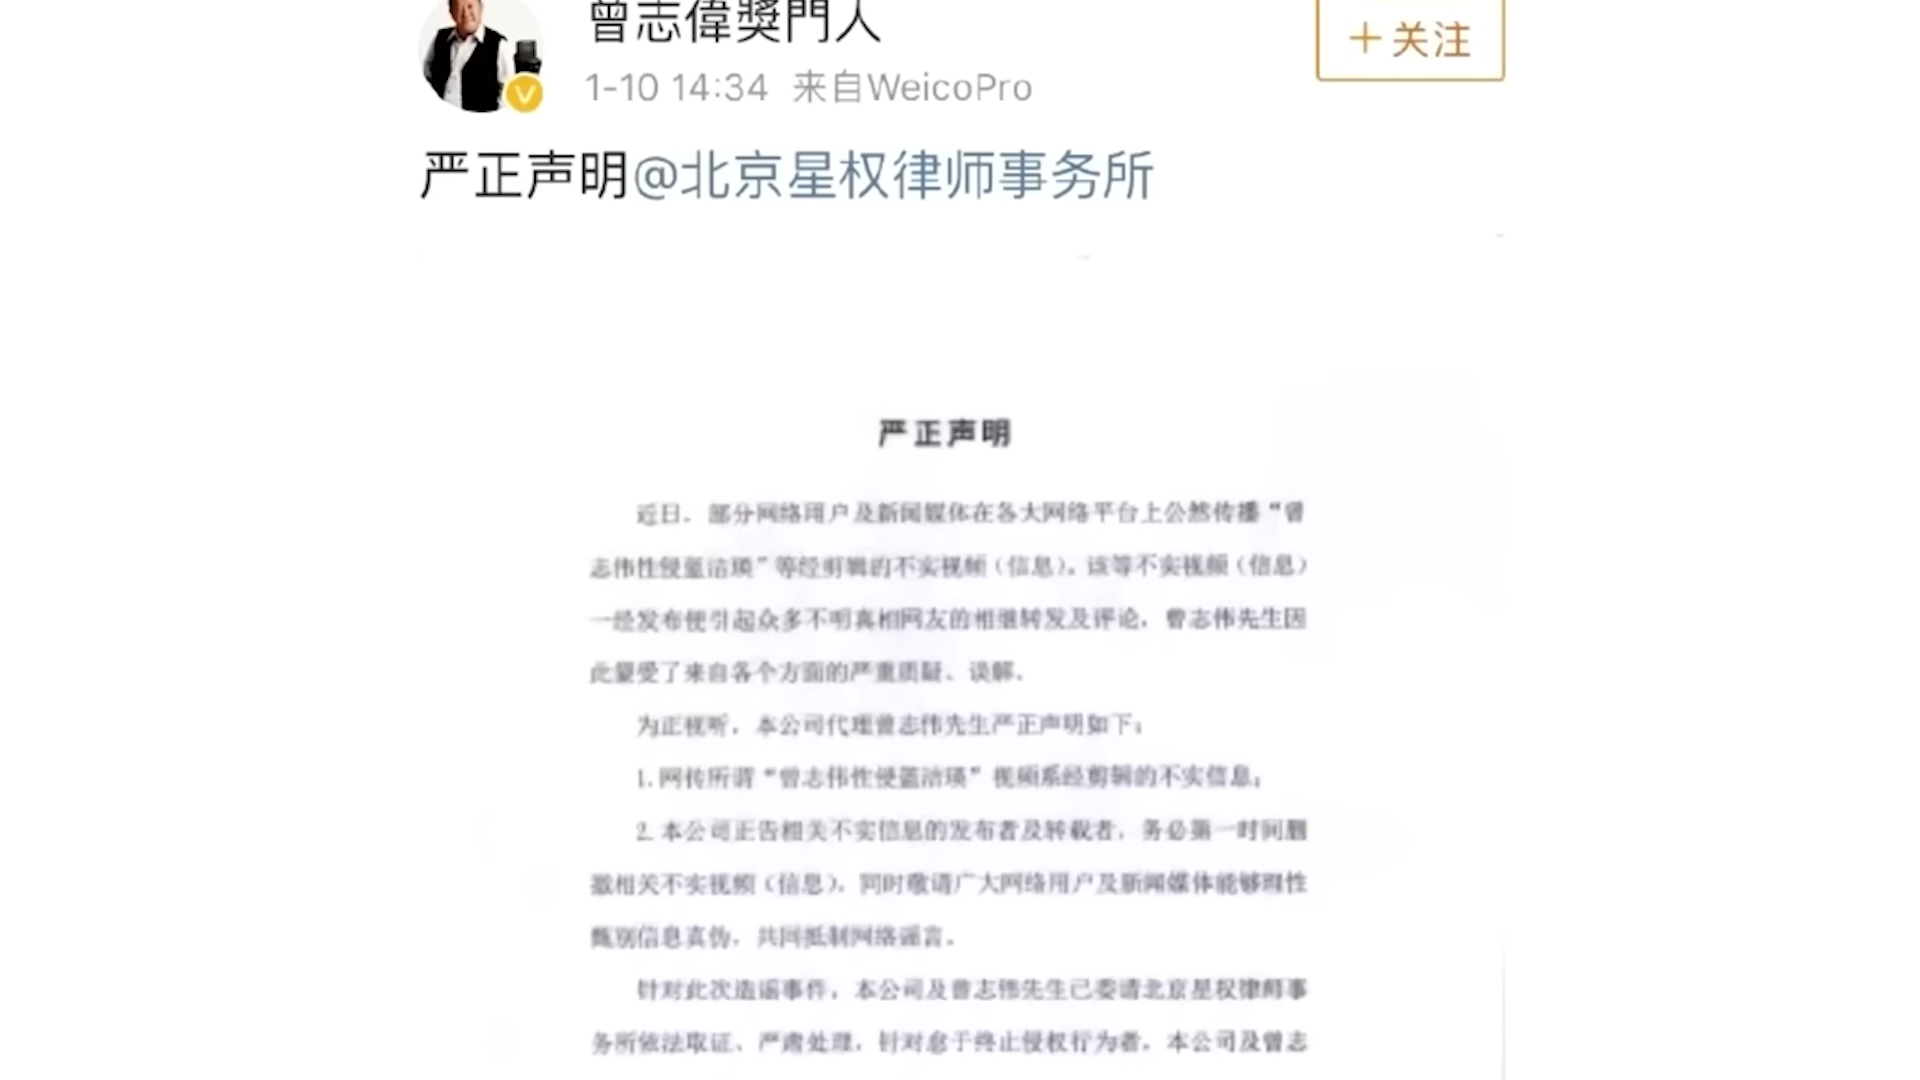 曾志偉獎門人
+关注
1-10 14:34 来自WeicoPro
严正声明@北京星权律师事务所
严正声明
近日，部分网络用户及新闻媒体在各大网络平台上公然传播“曾
志伟性侵蓝洁瑛”等经剪辑的不实视频（信息）。该等不实视频（信息）
一经发布便引起众多不明真相网友的相继转发及评论，曾志伟先生因
此蒙受了来自各个方面的严重质疑、误解。
为正视听，本公司代理曾志伟先生严正声明如下：
1.网传所谓“曾志伟性侵蓝洁瑛”视频系经剪辑的不实信息；
2.本公司正告相关不实信息的发布者及转载者，务必第一时间删
撤相关不实视频（信息），同时敬请广大网络用户及新闻媒体能够理性
甄别信息真伪，共同抵制网络谣言。
针对此次造谣事件，本公司及曾志伟先生已委请北京星权律师事
务所依法取证、严肃处理，针对怠于终止侵权行为者，本公司及曾志